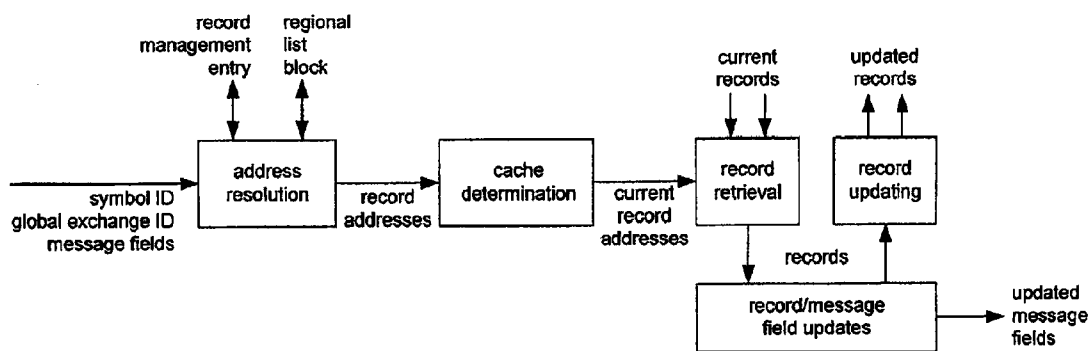 record
management
entry
regional
list
block
current
records
updated
records
address
resolution
cache
determination
record
retrieval
record
updating
symbol ID
global exchange ID
message fields
record
addresses
current
record
addresses
records
record/message
field updates
updated
message
fields